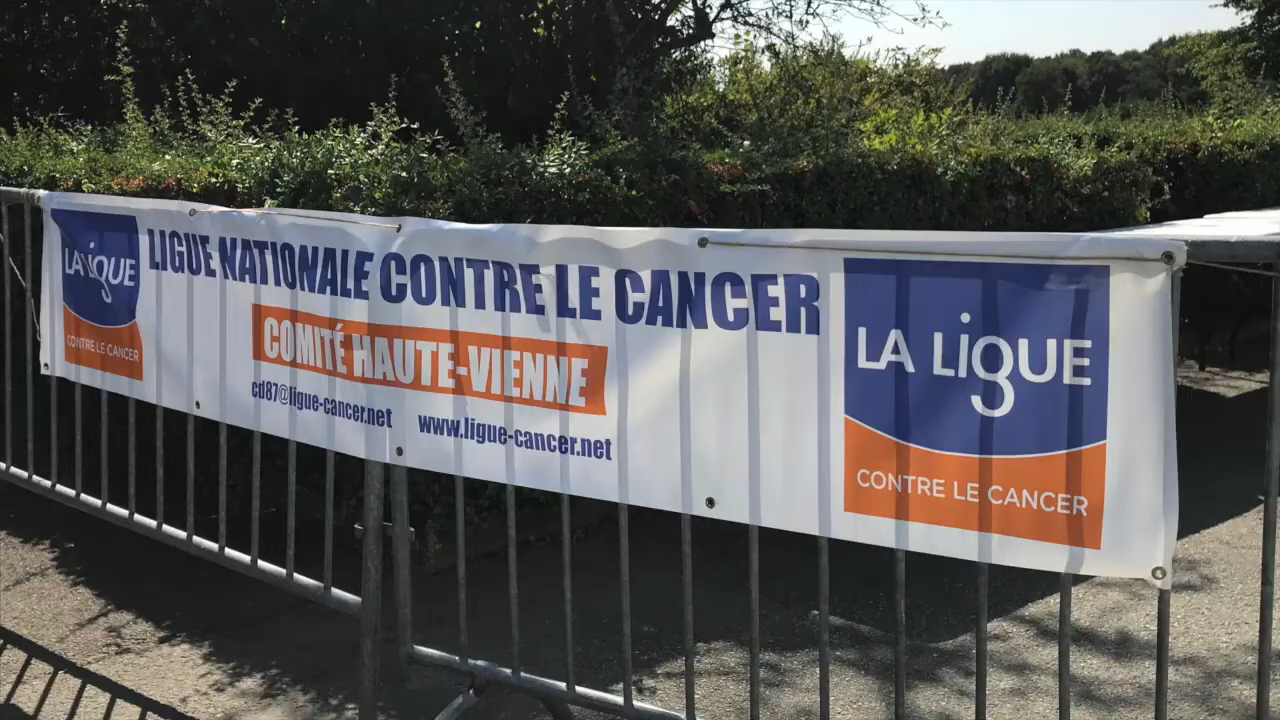 LA LIGUE
CONTRE LE CANCER
LIGUE NATIONALE CONTRE LE CANCER
COMITÉ HAUTE-VIENNE
cd87@ligue-cancer.net www.ligue-cancer.net
LA LIGUE
CONTRE LE CANCER